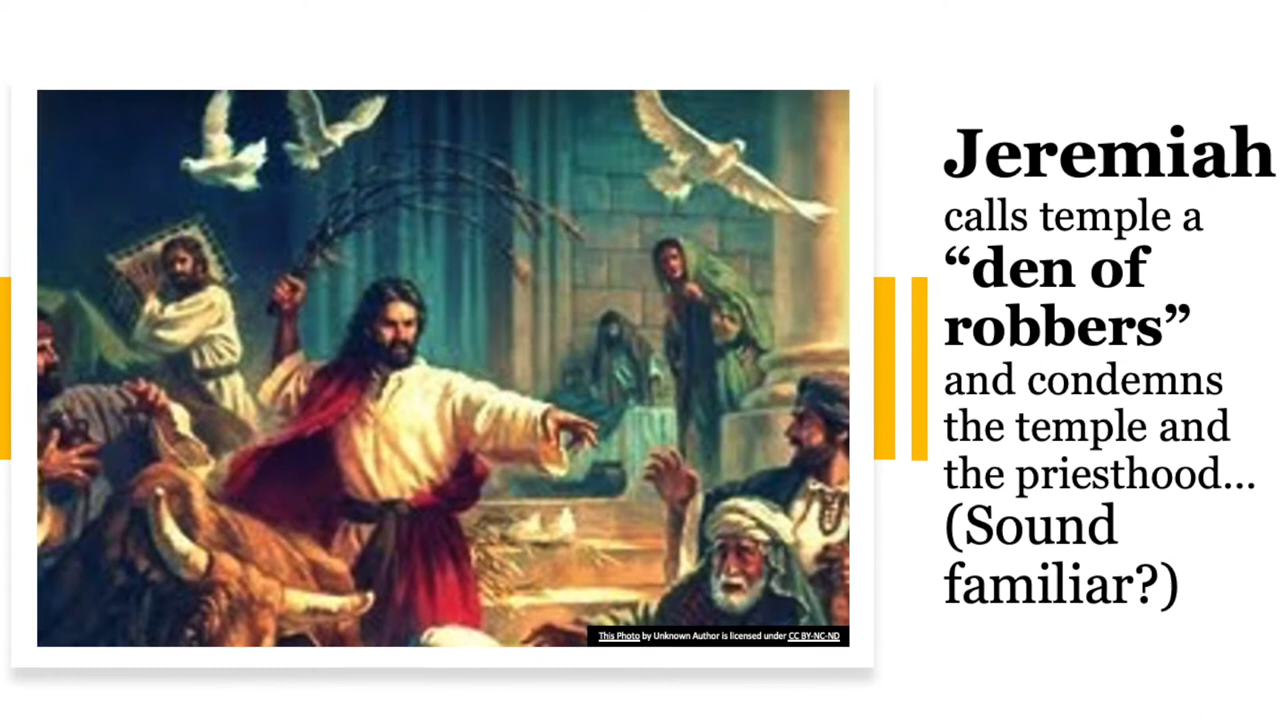 Jeremiah
calls temple a
“den of
robbers”
and condemns
the temple and
the priesthood...
(Sound
familiar?)
This Photo by Unknown Author is licensed under CC BY-NC-ND